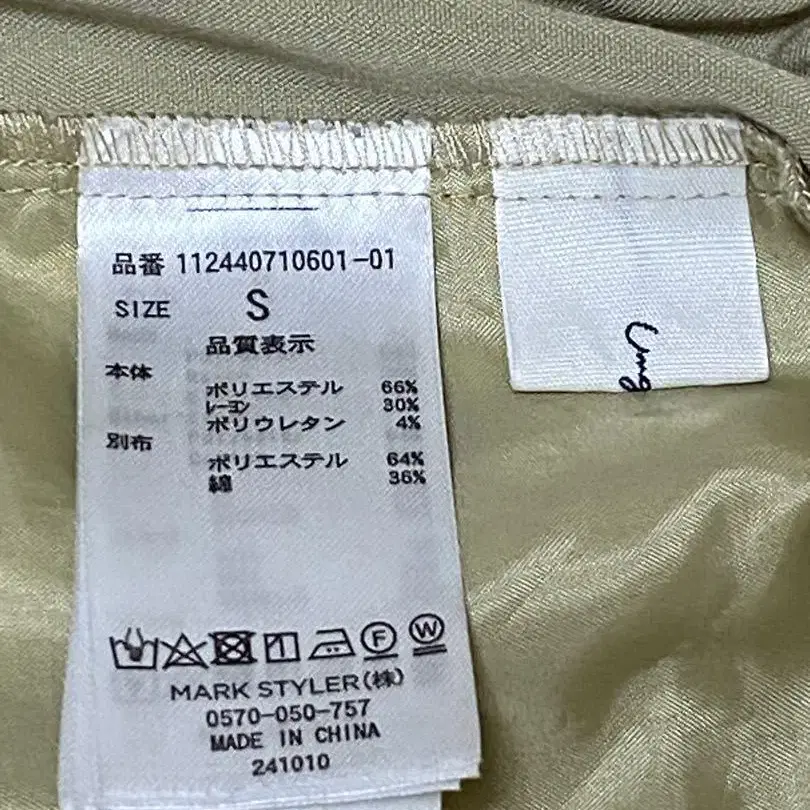 品番 112440710601-01
SIZE S
品質表示
本体
ポリエステル 66%
レーヨン 30%
ポリウレタン 4%
別布
ポリエステル 64%
綿 36%
F W
MARK STYLER(株)
0570-050-757
MADE IN CHINA
241010